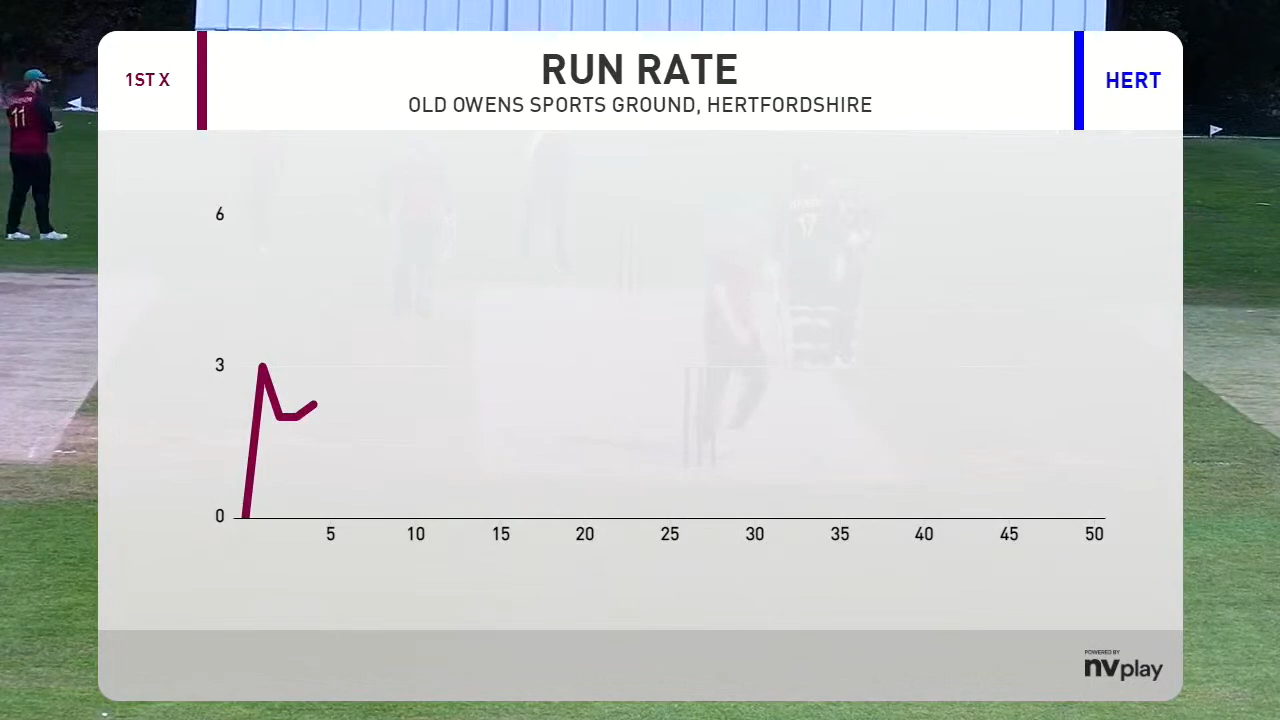 1ST X
RUN RATE
HERT
OLD OWENS SPORTS GROUND, HERTFORDSHIRE
11
17
6
3
0
5 10 15 20 25 30 35 40 45 50
POWERED BY
nvplay